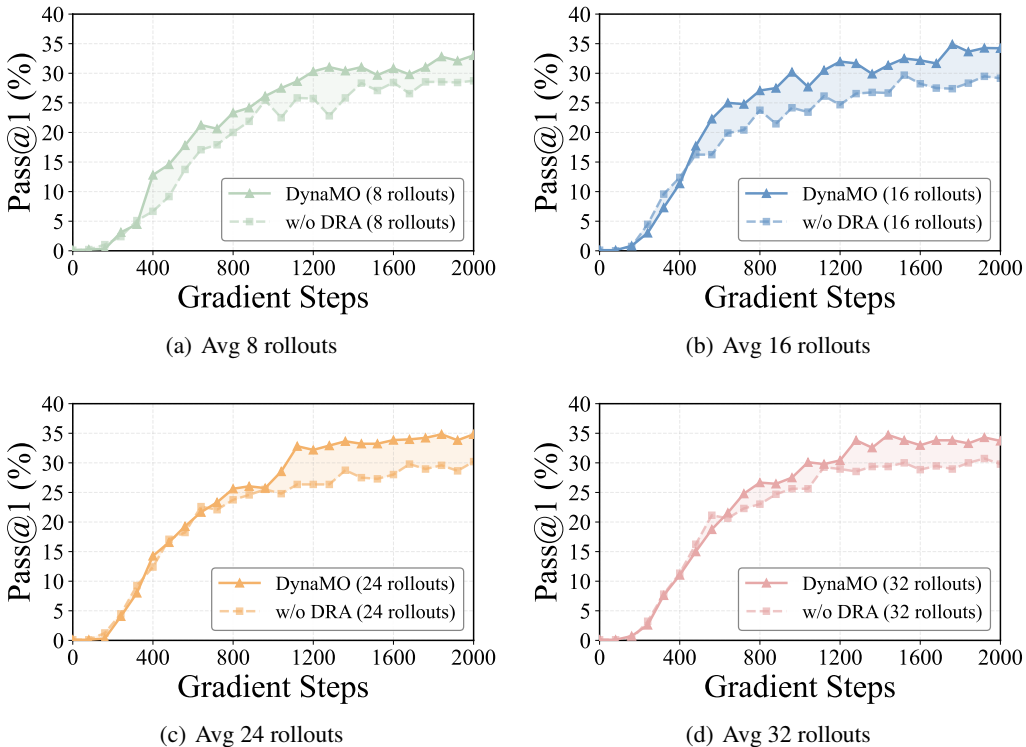 40
35
30
25
20
15
10
5
0
Pass@1 (%)
DynaMO (8 rollouts)
w/o DRA (8 rollouts)
0 400 800 1200 1600 2000
Gradient Steps
(a) Avg 8 rollouts
40
35
30
25
20
15
10
5
0
Pass@1 (%)
DynaMO (16 rollouts)
w/o DRA (16 rollouts)
0 400 800 1200 1600 2000
Gradient Steps
(b) Avg 16 rollouts
40
35
30
25
20
15
10
5
0
Pass@1 (%)
DynaMO (24 rollouts)
w/o DRA (24 rollouts)
0 400 800 1200 1600 2000
Gradient Steps
(c) Avg 24 rollouts
40
35
30
25
20
15
10
5
0
Pass@1 (%)
DynaMO (32 rollouts)
w/o DRA (32 rollouts)
0 400 800 1200 1600 2000
Gradient Steps
(d) Avg 32 rollouts